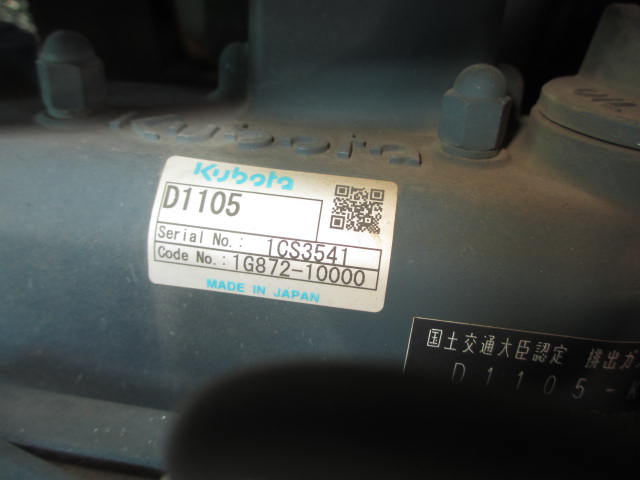 Kubota
Kubota
D1105
Serial No.: 1CS3541
Code No.: 1G872-10000
MADE IN JAPAN
OIL
国土交通大臣認定 排出ガ
D1105-K